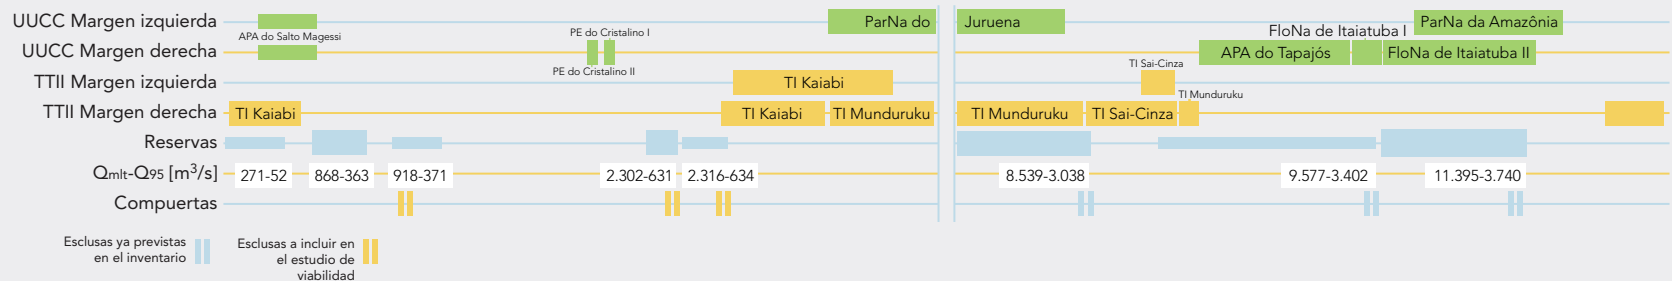 UUCC Margen izquierda
ParNa do
Juruena
ParNa da Amazônia
APA do Salto Magessi
PE do Cristalino I
FloNa de Itaiatuba I
UUCC Margen derecha
APA do Tapajós
FloNa de Itaiatuba II
PE do Cristalino II
TI Sai-Cinza
TTII Margen izquierda
TI Kaiabi
TI Munduruku
TTII Margen derecha
TI Kaiabi
TI Kaiabi
TI Munduruku
TI Munduruku
TI Sai-Cinza
Reservas
Qmlt-Q95 [m³/s]
271-52
868-363
918-371
2.302-631
2.316-634
8.539-3.038
9.577-3.402
11.395-3.740
Compuertas
Esclusas ya previstas
en el inventario
Esclusas a incluir en
el estudio de
viabilidad